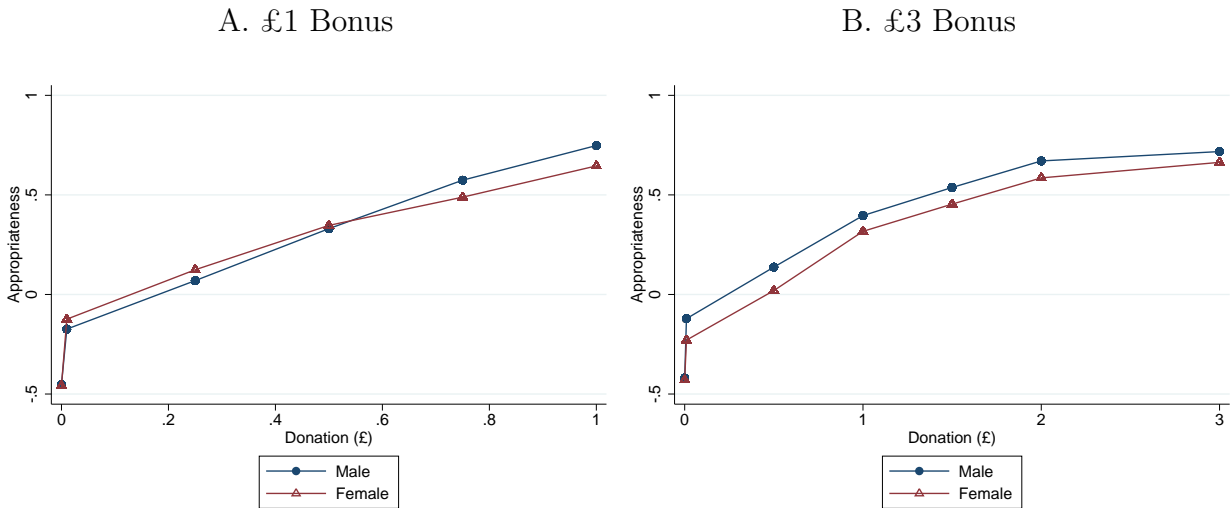 A. £1 Bonus
Appropriateness
1
.5
0
-.5
0 .2 .4 .6 .8 1
Donation (£)
Male
Female
B. £3 Bonus
Appropriateness
1
.5
0
-.5
0 1 2 3
Donation (£)
Male
Female